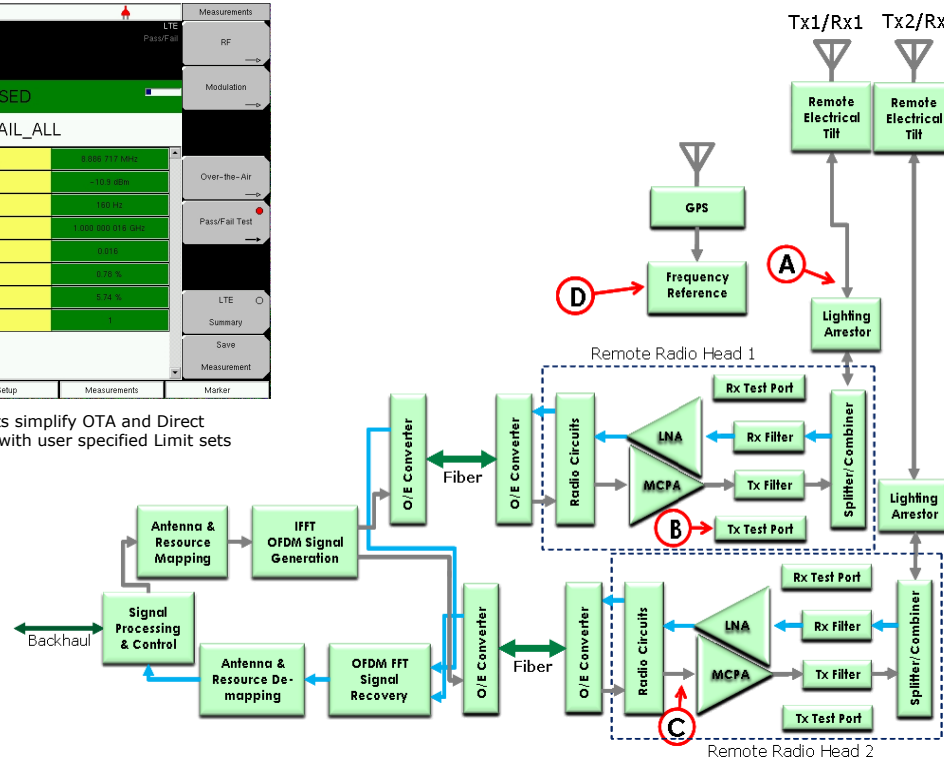 Measurements
LTE
Pass/Fail
RF
Modulation
SED
AIL_ALL
8.686 717 MHz
-10.5 dBm
160 Hz
1.000 000 016 GHz
0.016
0.78 %
5.74 %
1
Over-the-Air
Pass/Fail Test
LTE
Summary
Save
Measurement
etup
Measurements
Marker
ts simplify OTA and Direct
with user specified Limit sets
Tx1/Rx1
Tx2/Rx
Remote
Electrical
Tilt
Remote
Electrical
Tilt
GPS
Frequency
Reference
D
A
Lighting
Arrestor
Remote Radio Head 1
O/E Converter
Fiber
O/E Converter
Radio Circuits
LNA
MCPA
Rx Test Port
Rx Filter
Tx Filter
B
Tx Test Port
Splitter/Combiner
Lighting
Arrestor
Antenna &
Resource
Mapping
IFFT
OFDM Signal
Generation
Backhaul
Signal
Processing
& Control
Antenna &
Resource De-
mapping
OFDM FFT
Signal
Recovery
O/E Converter
Fiber
O/E Converter
Radio Circuits
LNA
MCPA
C
Rx Test Port
Rx Filter
Tx Filter
Tx Test Port
Splitter/Combiner
Remote Radio Head 2